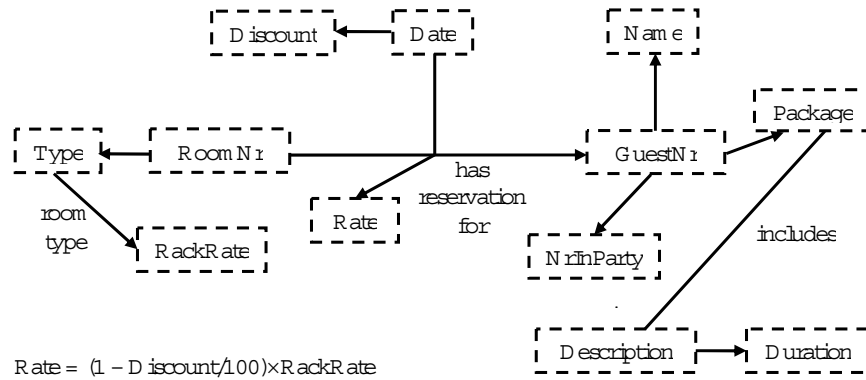 Discount
Date
Name
Package
Type
RoomNr
GuestNr
has
reservation
for
room
type
Rate
RackRate
NrInParty
includes
Description
Duration
Rate = (1 – Discount/100)×RackRate